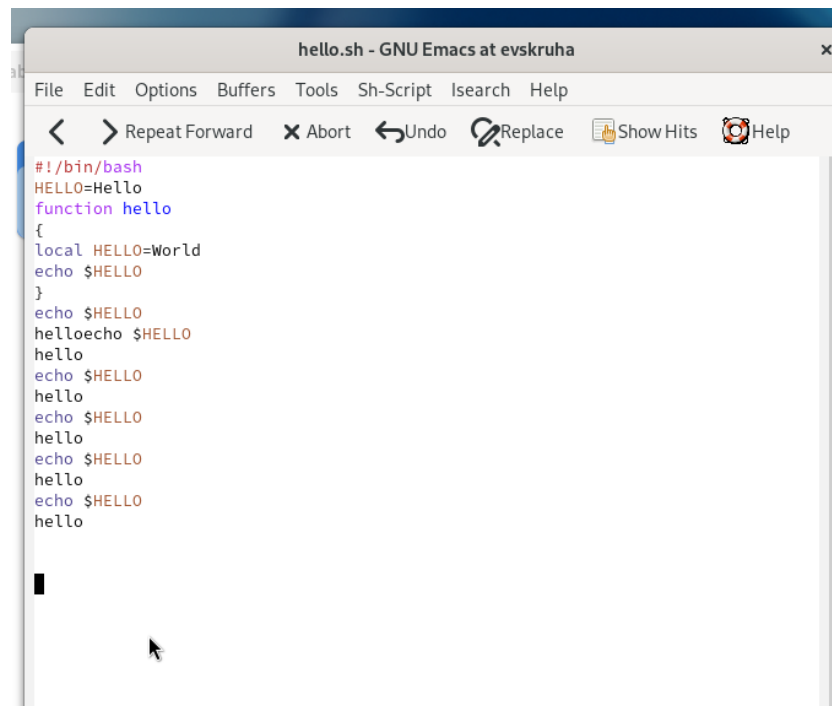 hello.sh - GNU Emacs at evskruha
File Edit Options Buffers Tools Sh-Script Isearch Help
Repeat Forward Abort Undo Replace Show Hits Help
#!/bin/bash
HELLO=Hello
function hello
{
local HELLO=World
echo $HELLO
}
echo $HELLO
helloecho $HELLO
hello
echo $HELLO
hello
echo $HELLO
hello
echo $HELLO
hello
echo $HELLO
hello